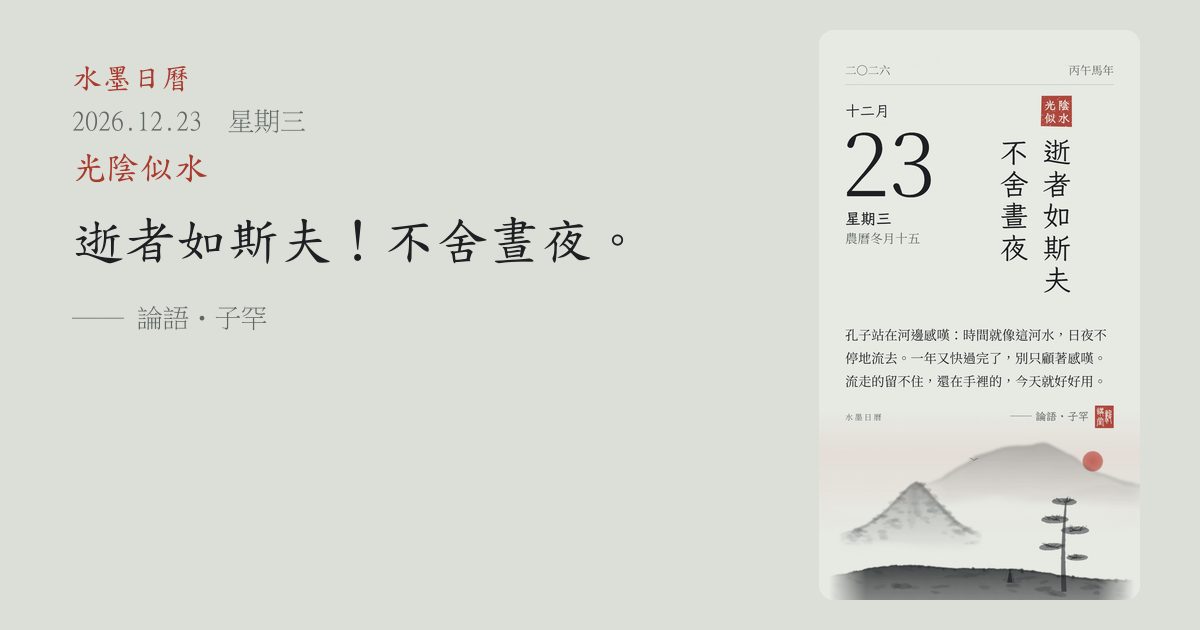 水墨日曆
2026.12.23 星期三
光陰似水
逝者如斯夫！不舍晝夜。
—— 論語・子罕
二〇二六
丙午馬年
十二月
23
星期三
農曆冬月十五
光陰似水
逝者如斯夫
不舍晝夜
孔子站在河邊感嘆：時間就像這河水，日夜不
停地流去。一年又快過完了，別只顧著感嘆。
流走的留不住，還在手裡的，今天就好好用。
水墨日曆
—— 論語・子罕